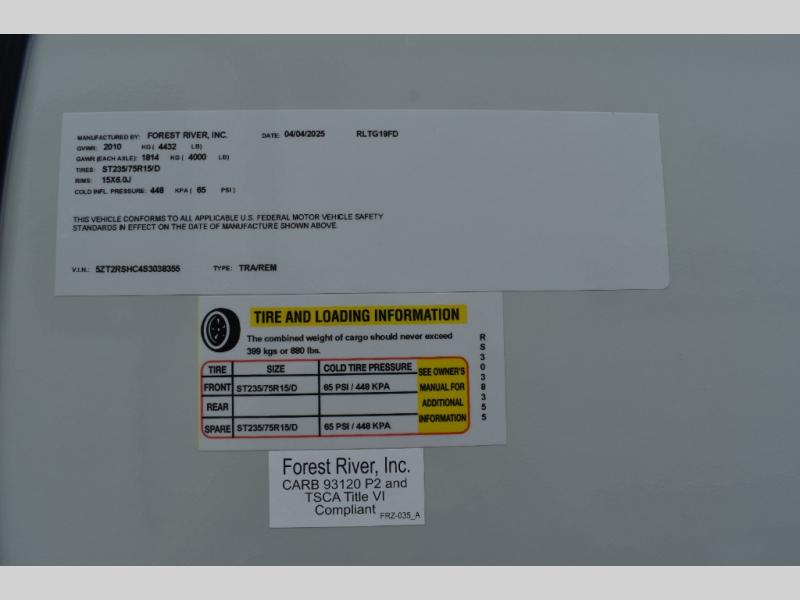 MANUFACTURED BY: FOREST RIVER, INC. DATE: 04/04/2025 RLTG19FD
GVWR: 2010 KG ( 4432 LB)
GAWR (EACH AXLE): 1814 KG ( 4000 LB)
TIRES: ST235/75R15/D
RIMS: 15X6.0J
COLD INFL. PRESSURE: 448 KPA ( 65 PSI )
THIS VEHICLE CONFORMS TO ALL APPLICABLE U.S. FEDERAL MOTOR VEHICLE SAFETY
STANDARDS IN EFFECT ON THE DATE OF MANUFACTURE SHOWN ABOVE.
V.I.N.: 5ZT2RSHC4S3038355 TYPE: TRA/REM
TIRE AND LOADING INFORMATION
The combined weight of cargo should never exceed
399 kgs or 880 lbs.
TIRE SIZE COLD TIRE PRESSURE
FRONT ST235/75R15/D 65 PSI / 448 KPA
REAR
SPARE ST235/75R15/D 65 PSI / 448 KPA
SEE OWNER'S
MANUAL FOR
ADDITIONAL
INFORMATION
RS3038355
Forest River, Inc.
CARB 93120 P2 and
TSCA Title VI
Compliant FRZ-035_A